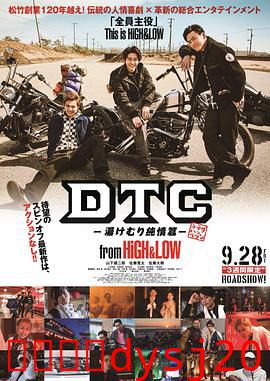 松竹創業120年越え！伝統の人情喜劇×革新の総合エンタテインメント
「全員主役」
This is HiGH&LOW
待望の
スピンオフ最新作は、
アクションなし!!
DTC
－湯けむり純情篇－
from HiGH&LOW
9.28
"3週間限定"
ROADSHOW!
山下健二郎 佐藤寛太 佐藤大樹
dysj20